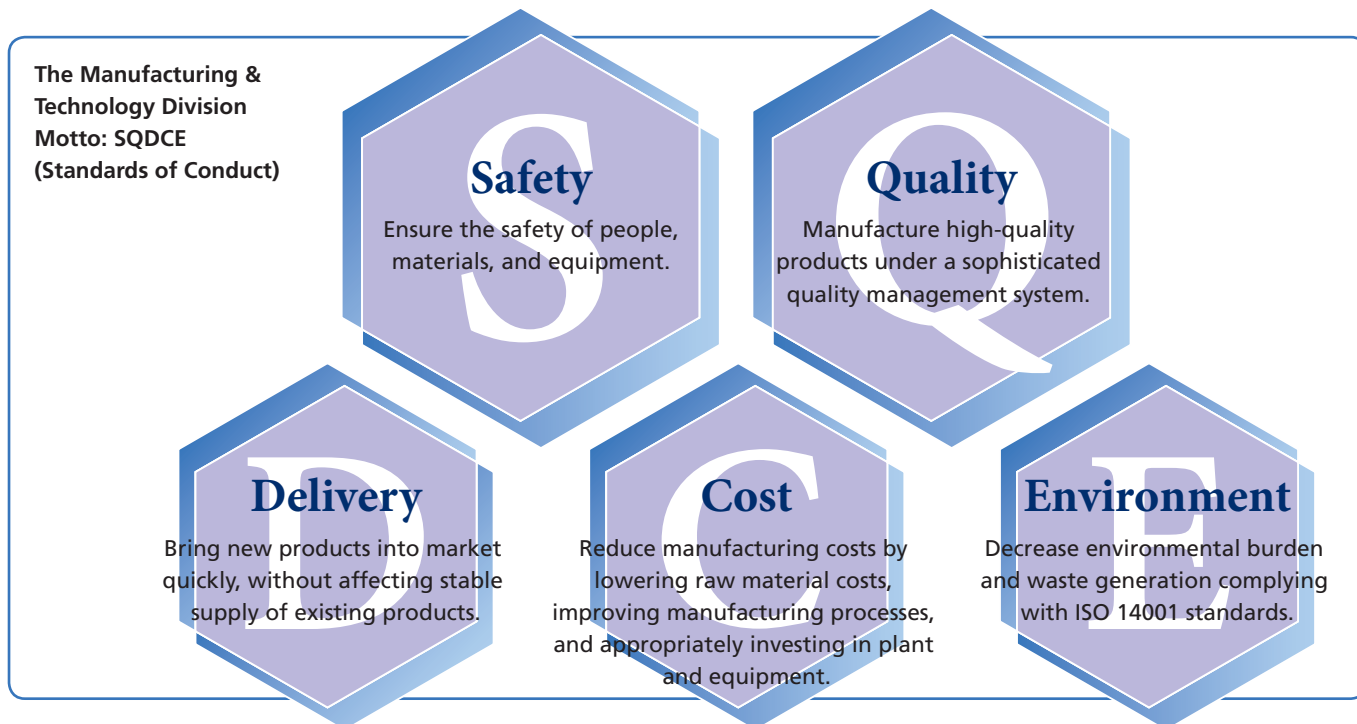 The Manufacturing &
Technology Division
Motto: SQDCE
(Standards of Conduct)
S
Safety
Ensure the safety of people,
materials, and equipment.
Q
Quality
Manufacture high-quality
products under a sophisticated
quality management system.
D
Delivery
Bring new products into market
quickly, without affecting stable
supply of existing products.
C
Cost
Reduce manufacturing costs by
lowering raw material costs,
improving manufacturing processes,
and appropriately investing in plant
and equipment.
E
Environment
Decrease environmental burden
and waste generation complying
with ISO 14001 standards.